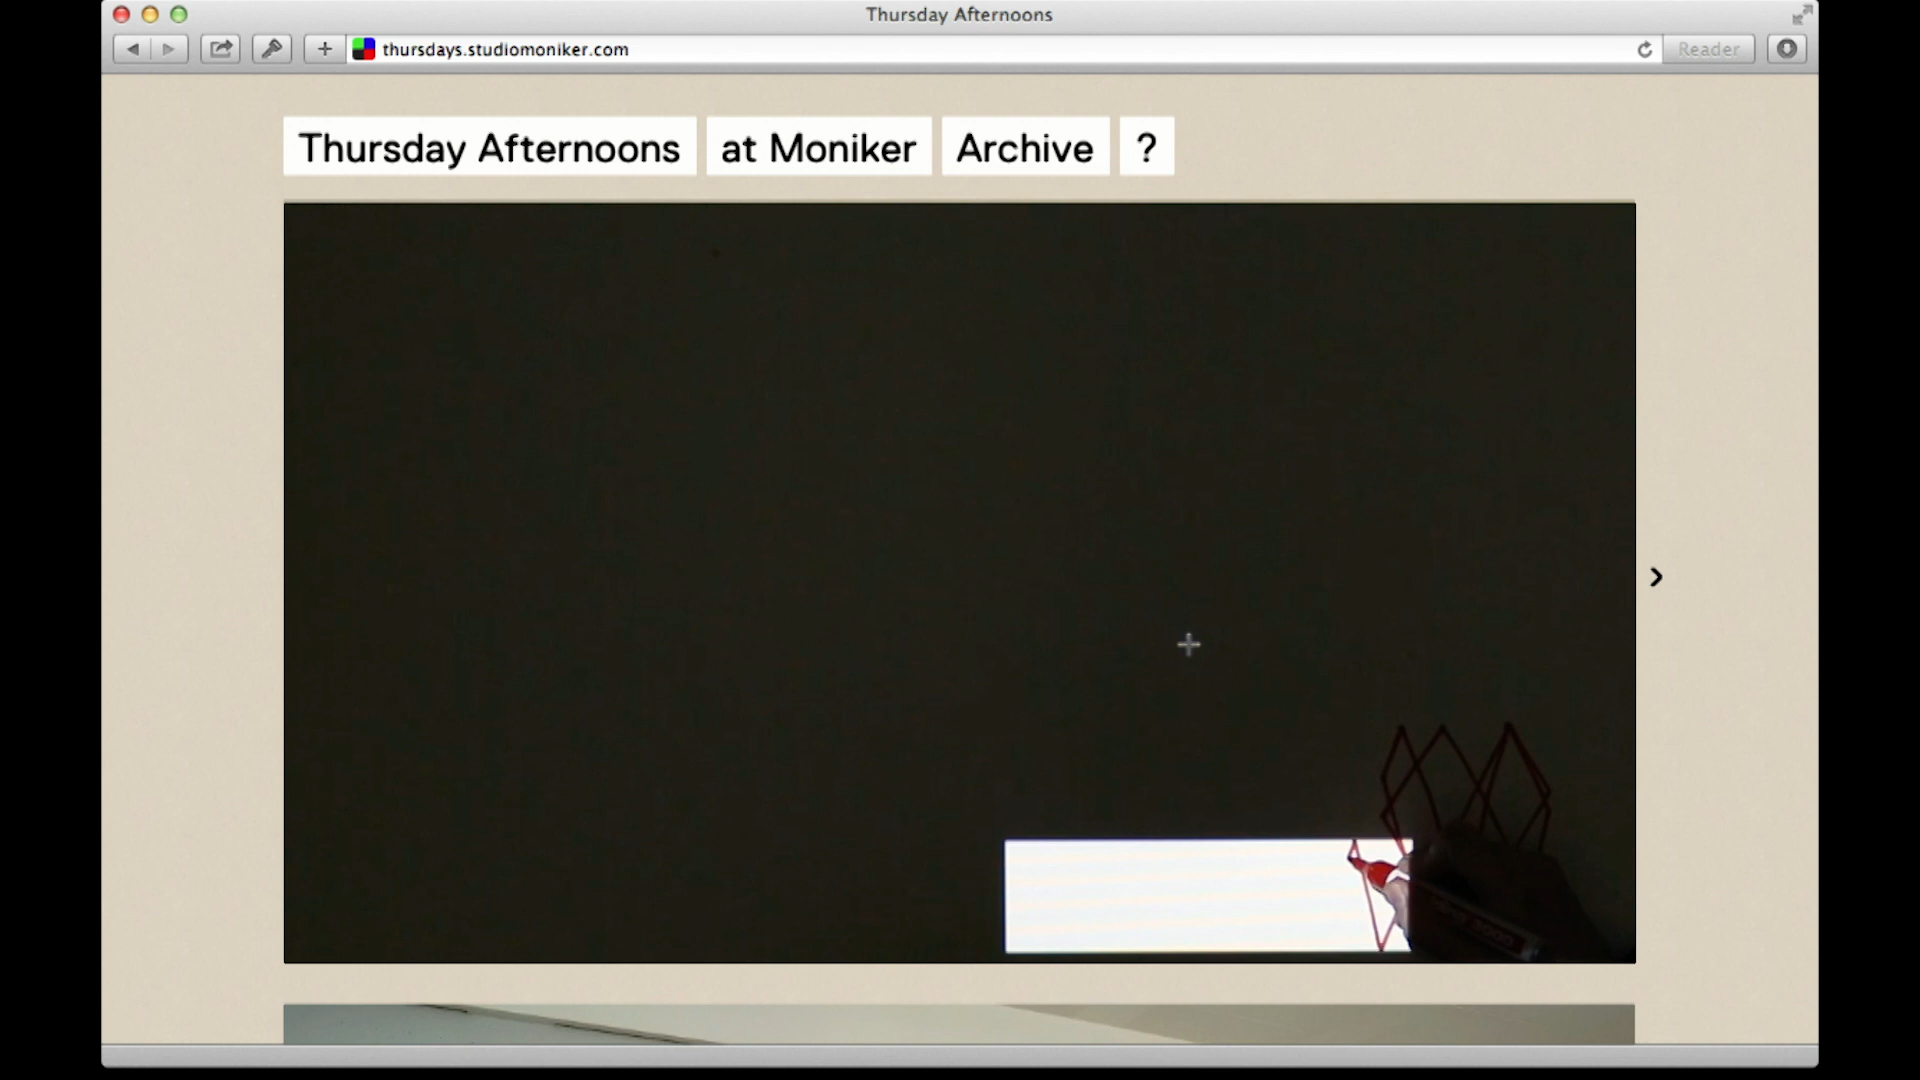 Thursday Afternoons
thursdays.studiomoniker.com
Reader
Thursday Afternoons at Moniker Archive ?